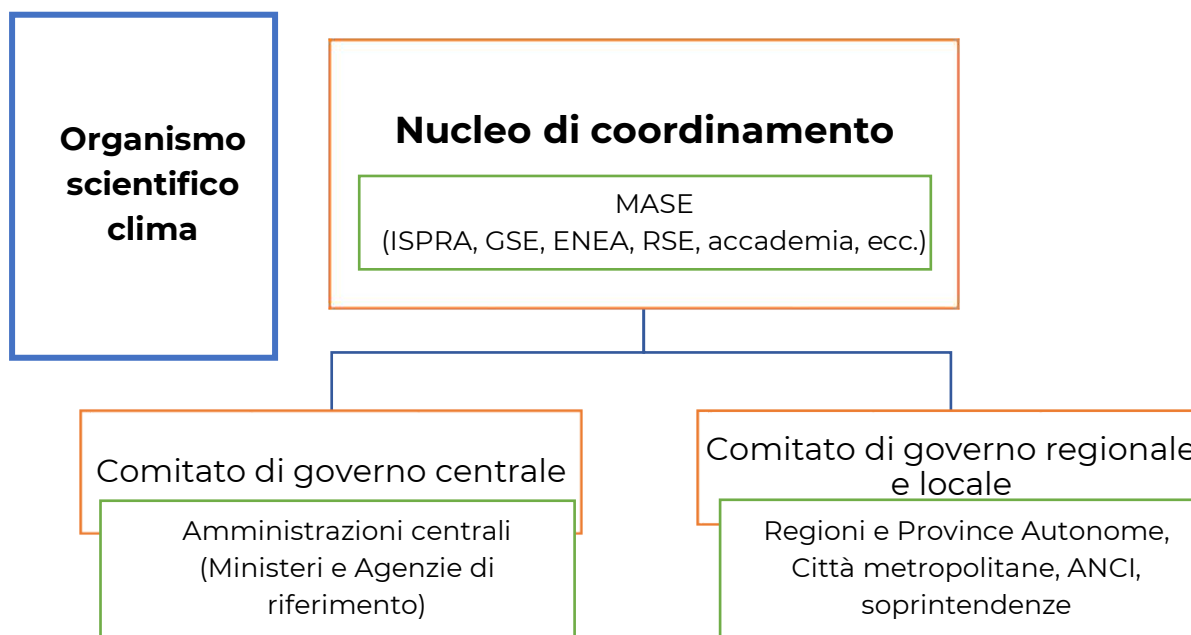 Organismo
scientifico
clima
Nucleo di coordinamento
MASE
(ISPRA, GSE, ENEA, RSE, accademia, ecc.)
Comitato di governo centrale
Amministrazioni centrali
(Ministeri e Agenzie di
riferimento)
Comitato di governo regionale
e locale
Regioni e Province Autonome,
Città metropolitane, ANCI,
soprintendenze